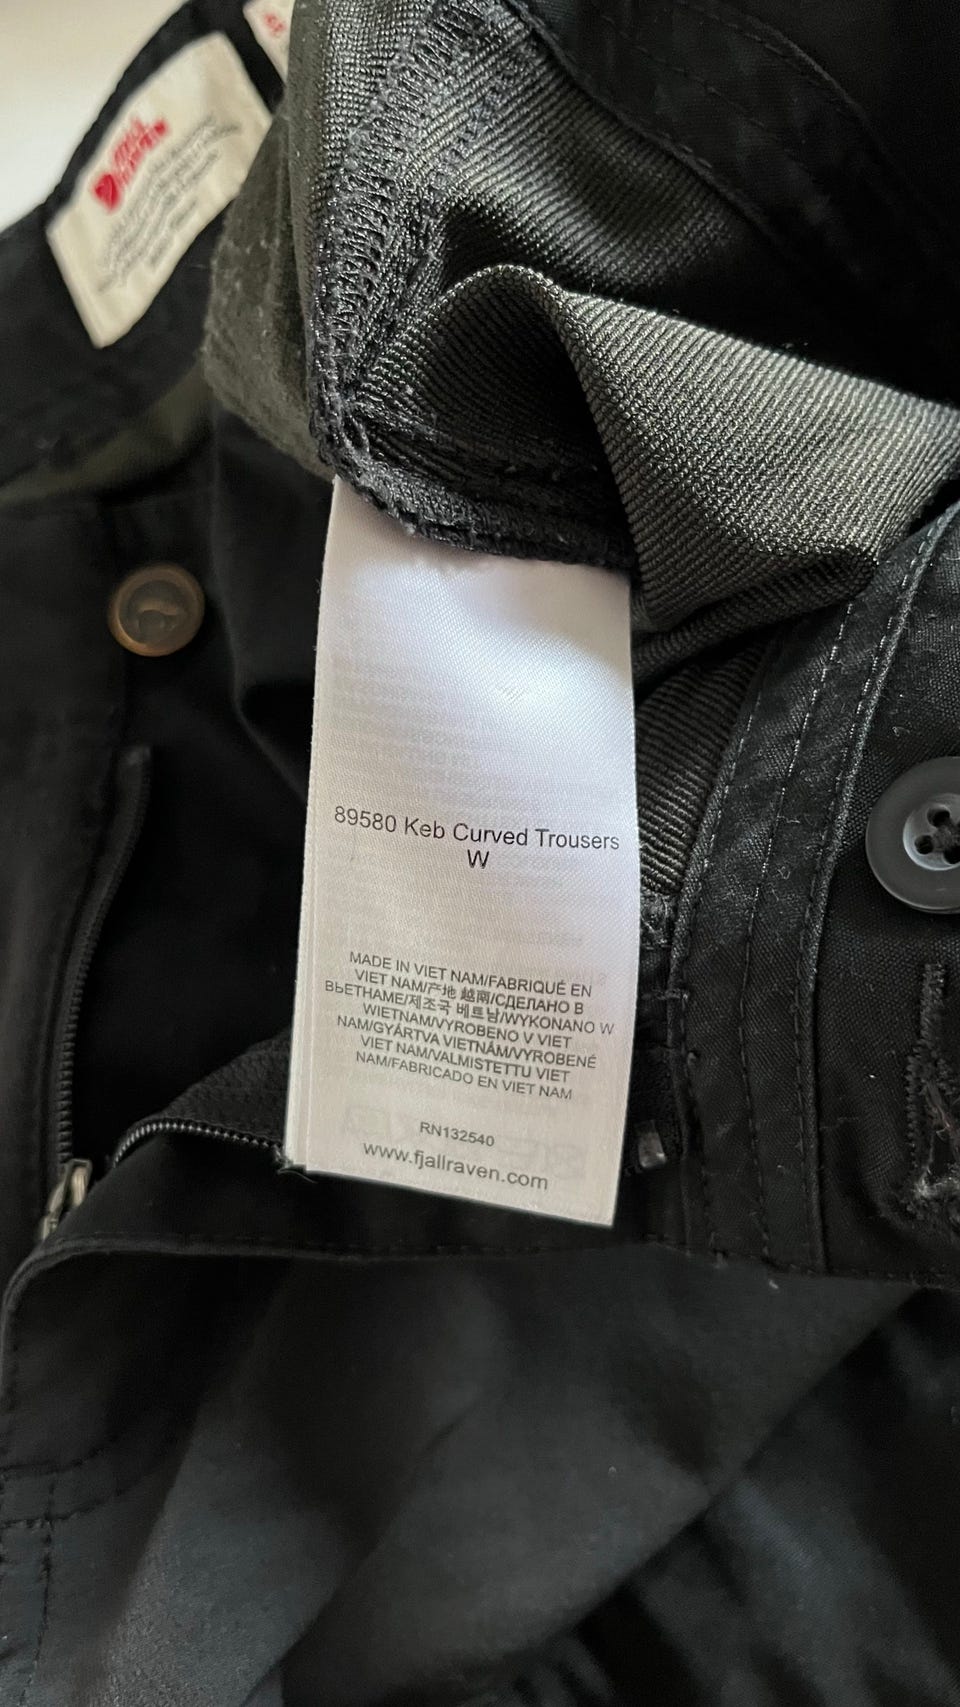 FJÄLL
RÄVEN
89580 Keb Curved Trousers
W
MADE IN VIET NAM/FABRIQUÉ EN
VIET NAM/产地 越南/СДЕЛАНО В
ВЬЕТНАМЕ/제조국 베트남/WYKONANO W
WIETNAM/VYROBENO V VIET
NAM/GYÁRTVA VIETNÁM/VYROBENÉ
VIET NAM/VALMISTETTU VIET
NAM/FABRICADO EN VIET NAM
RN132540
www.fjallraven.com